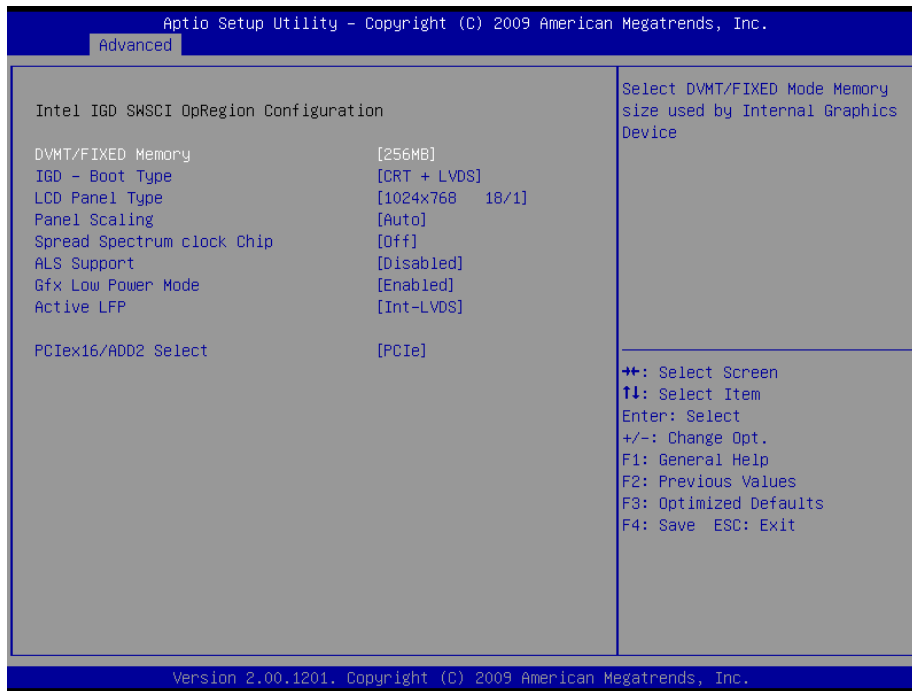 Aptio Setup Utility – Copyright (C) 2009 American Megatrends, Inc.
Advanced
Intel IGD SWSCI OpRegion Configuration
DVMT/FIXED Memory [256MB]
IGD – Boot Type [CRT + LVDS]
LCD Panel Type [1024x768 18/1]
Panel Scaling [Auto]
Spread Spectrum clock Chip [Off]
ALS Support [Disabled]
Gfx Low Power Mode [Enabled]
Active LFP [Int-LVDS]
PCIex16/ADD2 Select [PCIe]
Select DVMT/FIXED Mode Memory
size used by Internal Graphics
Device
→←: Select Screen
↑↓: Select Item
Enter: Select
+/-: Change Opt.
F1: General Help
F2: Previous Values
F3: Optimized Defaults
F4: Save ESC: Exit
Version 2.00.1201. Copyright (C) 2009 American Megatrends, Inc.